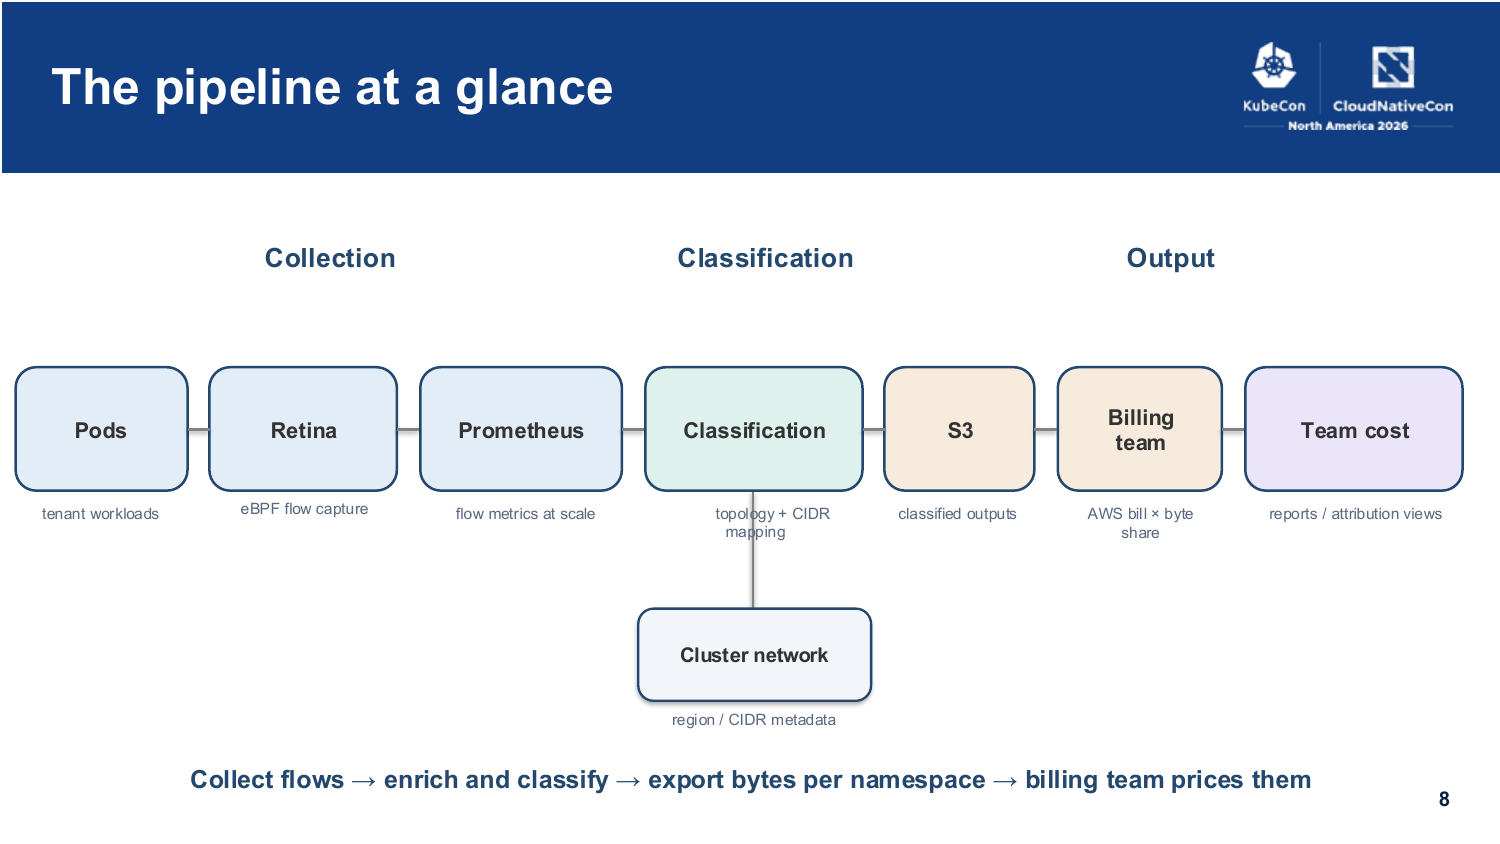 The pipeline at a glance
KubeCon
CloudNativeCon
North America 2026
Collection
Classification
Output
Pods
Retina
Prometheus
Classification
S3
Billing
team
Team cost
tenant workloads
eBPF flow capture
flow metrics at scale
topology + CIDR
mapping
classified outputs
AWS bill × byte
share
reports / attribution views
Cluster network
region / CIDR metadata
Collect flows → enrich and classify → export bytes per namespace → billing team prices them
8